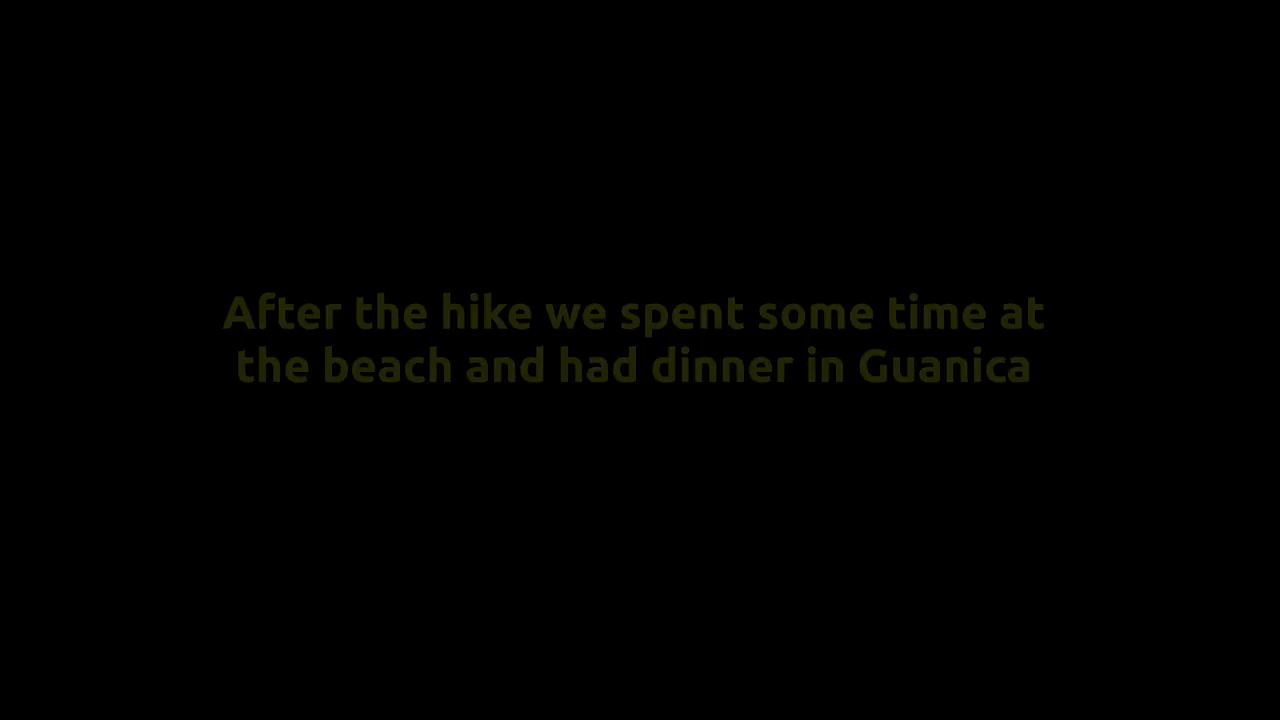 After the hike we spent some time at
the beach and had dinner in Guanica